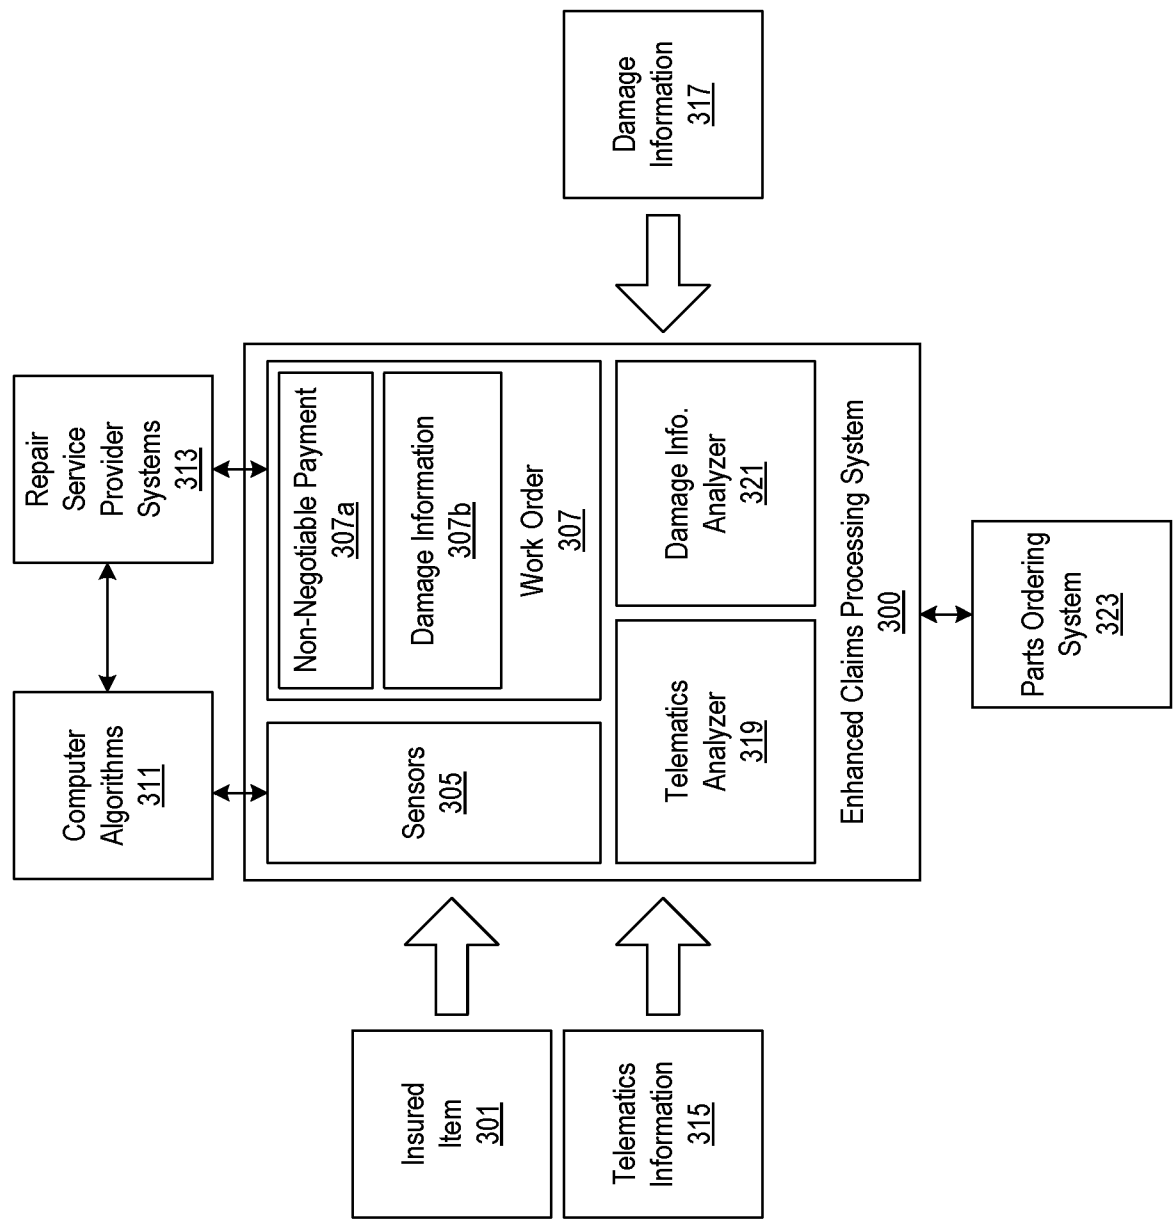 Computer
Algorithms
311
Repair
Service
Provider
Systems
313
Insured
Item
301
Telematics
Information
315
Sensors
305
Non-Negotiable Payment
307a
Damage Information
307b
Work Order
307
Telematics
Analyzer
319
Damage Info.
Analyzer
321
Enhanced Claims Processing System
300
Damage
Information
317
Parts Ordering
System
323